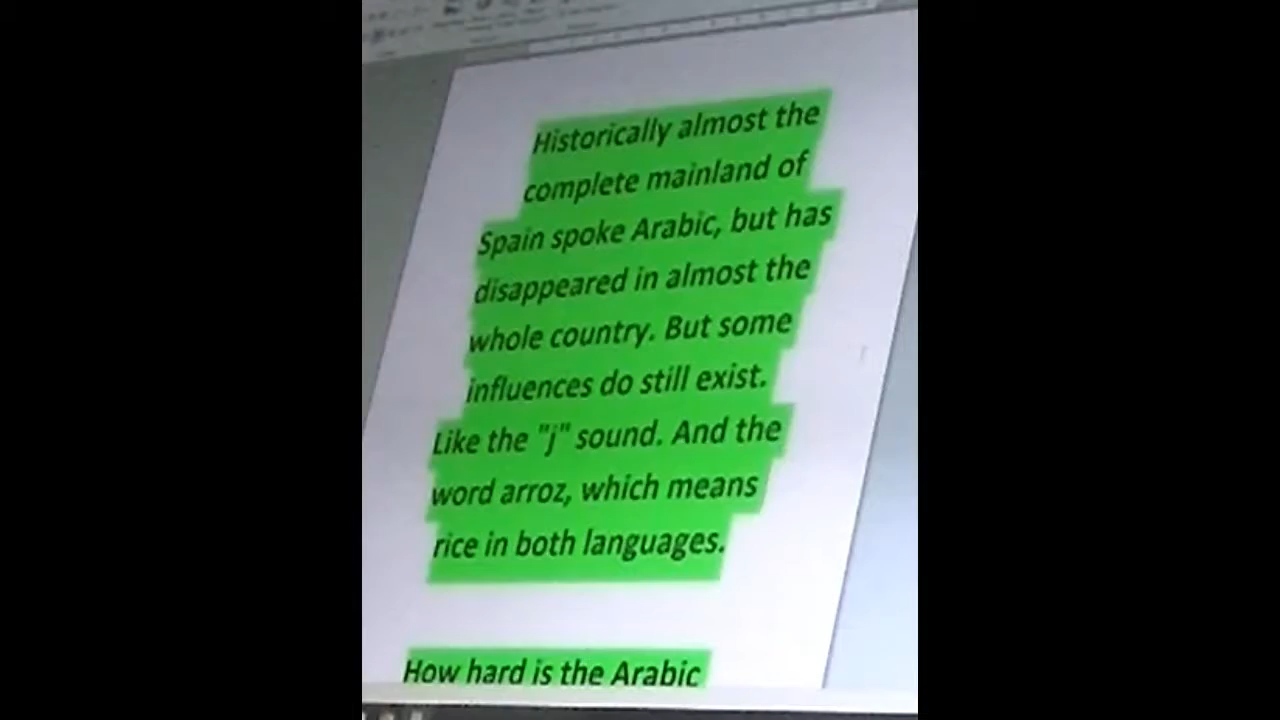 Historically almost the
complete mainland of
Spain spoke Arabic, but has
disappeared in almost the
whole country. But some
influences do still exist.
Like the "j" sound. And the
word arroz, which means
rice in both languages.
How hard is the Arabic